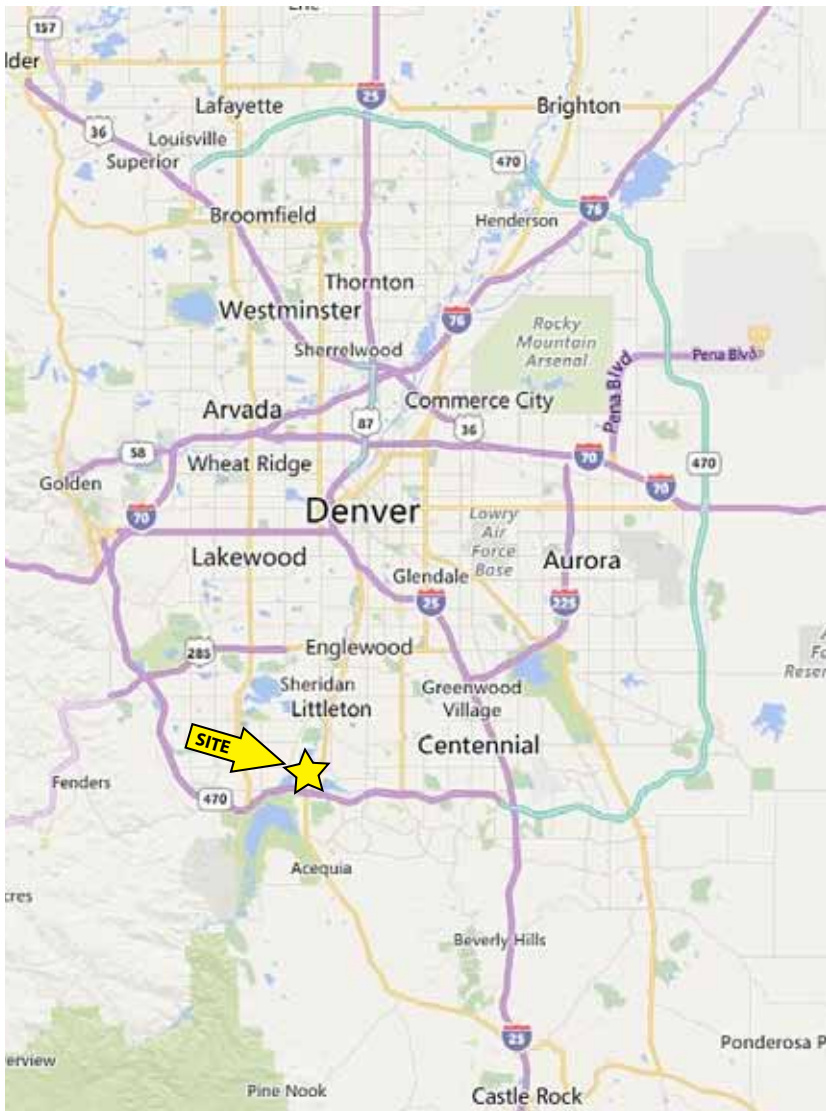 Erie
157
lder
25
Lafayette
Brighton
36
Louisville
Superior
470
76
Broomfield
Henderson
Thornton
Westminster
76
Rocky
Mountain
Arsenal
Sherrelwood
Pena Blvd
Pena Blvd
Arvada
Commerce City
87
36
58
Wheat Ridge
70
470
Golden
70
70
Denver
Lowry
Air
Force
Base
Lakewood
Aurora
Glendale
25
225
Englewood
285
Sheridan
Greenwood
Village
Littleton
SITE
Centennial
Fenders
470
Acequia
cres
Beverly Hills
25
Ponderosa P
erview
Pine Nook
Castle Rock